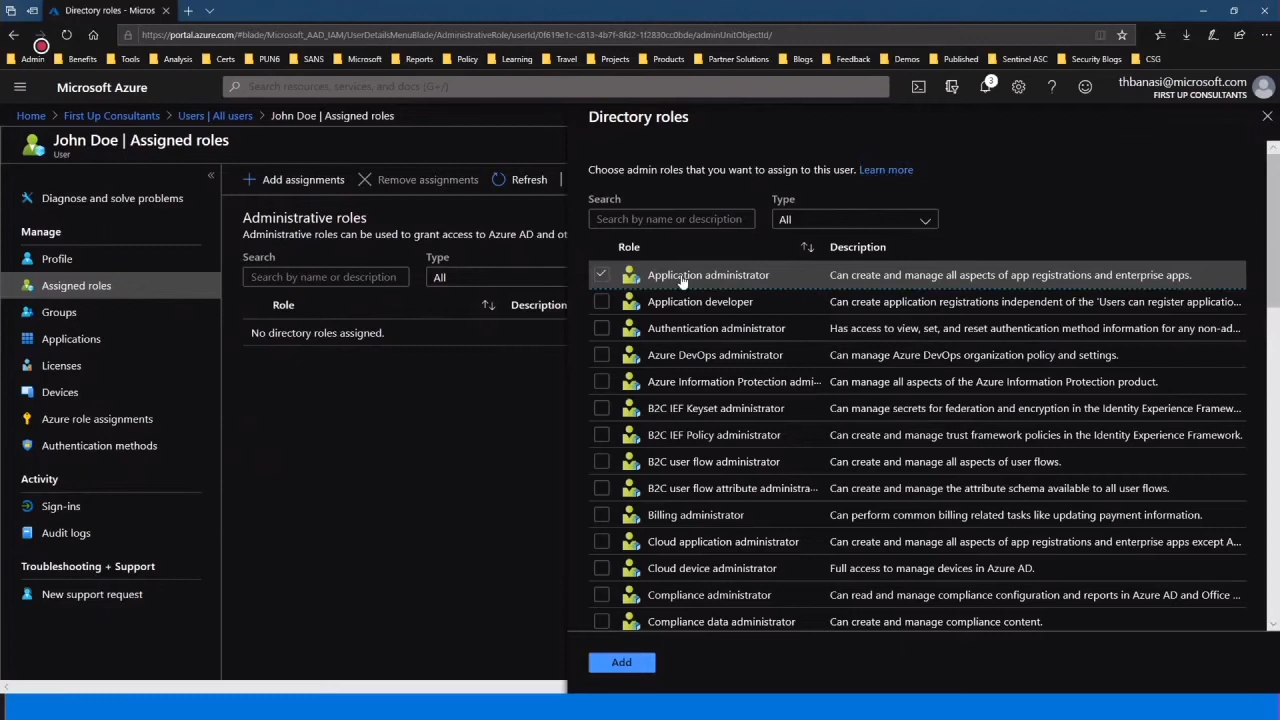 Directory roles - Micros
https://portal.azure.com/#blade/Microsoft_AAD_IAM/UserDetailsMenuBlade/AdministrativeRole/userId/0f619e1c-c813-4b7f-8fd2-1f2830cc0bde/adminUnitObjectId/
Admin Benefits Tools Analysis Certs PUN6 SANS Microsoft Reports Policy Learning Travel Projects Products Partner Solutions Blogs Feedback Demos Published Sentinel ASC Security Blogs CSG
Microsoft Azure
Search resources, services, and docs (G+/)
3
thbanasi@microsoft.com
FIRST UP CONSULTANTS
Home > First Up Consultants > Users | All users > John Doe | Assigned roles
John Doe | Assigned roles
User
Diagnose and solve problems
Manage
Profile
Assigned roles
Groups
Applications
Licenses
Devices
Azure role assignments
Authentication methods
Activity
Sign-ins
Audit logs
Troubleshooting + Support
New support request
Add assignments Remove assignments Refresh
Administrative roles
Administrative roles can be used to grant access to Azure AD and ot
Search Type
Search by name or description All
Role Description
No directory roles assigned.
Directory roles
Choose admin roles that you want to assign to this user. Learn more
Search Type
Search by name or description All
Role Description
Application administrator Can create and manage all aspects of app registrations and enterprise apps.
Application developer Can create application registrations independent of the 'Users can register applicatio...
Authentication administrator Has access to view, set, and reset authentication method information for any non-ad...
Azure DevOps administrator Can manage Azure DevOps organization policy and settings.
Azure Information Protection admi... Can manage all aspects of the Azure Information Protection product.
B2C IEF Keyset administrator Can manage secrets for federation and encryption in the Identity Experience Framew...
B2C IEF Policy administrator Can create and manage trust framework policies in the Identity Experience Framework.
B2C user flow administrator Can create and manage all aspects of user flows.
B2C user flow attribute administra... Can create and manage the attribute schema available to all user flows.
Billing administrator Can perform common billing related tasks like updating payment information.
Cloud application administrator Can create and manage all aspects of app registrations and enterprise apps except A...
Cloud device administrator Full access to manage devices in Azure AD.
Compliance administrator Can read and manage compliance configuration and reports in Azure AD and Office ...
Compliance data administrator Can create and manage compliance content.
Add